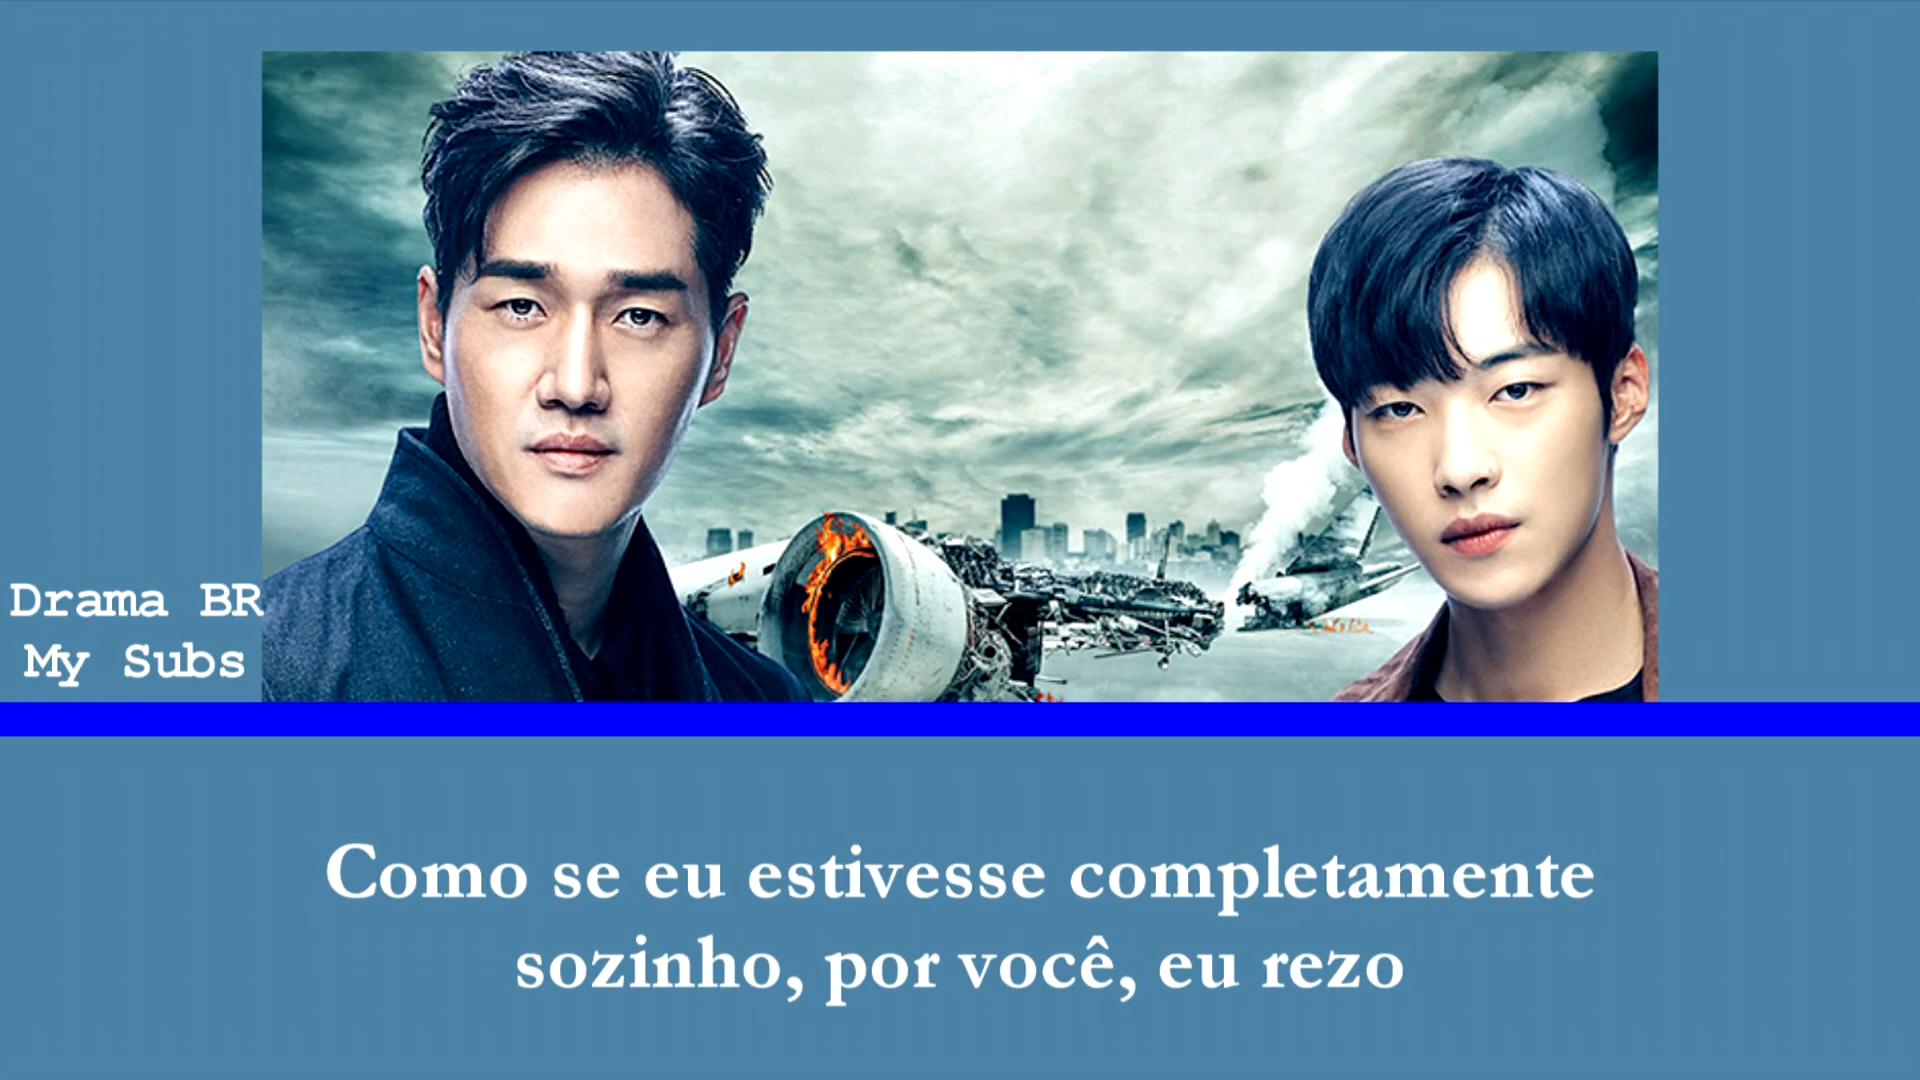 Drama BR
My Subs
Como se eu estivesse completamente
sozinho, por você, eu rezo